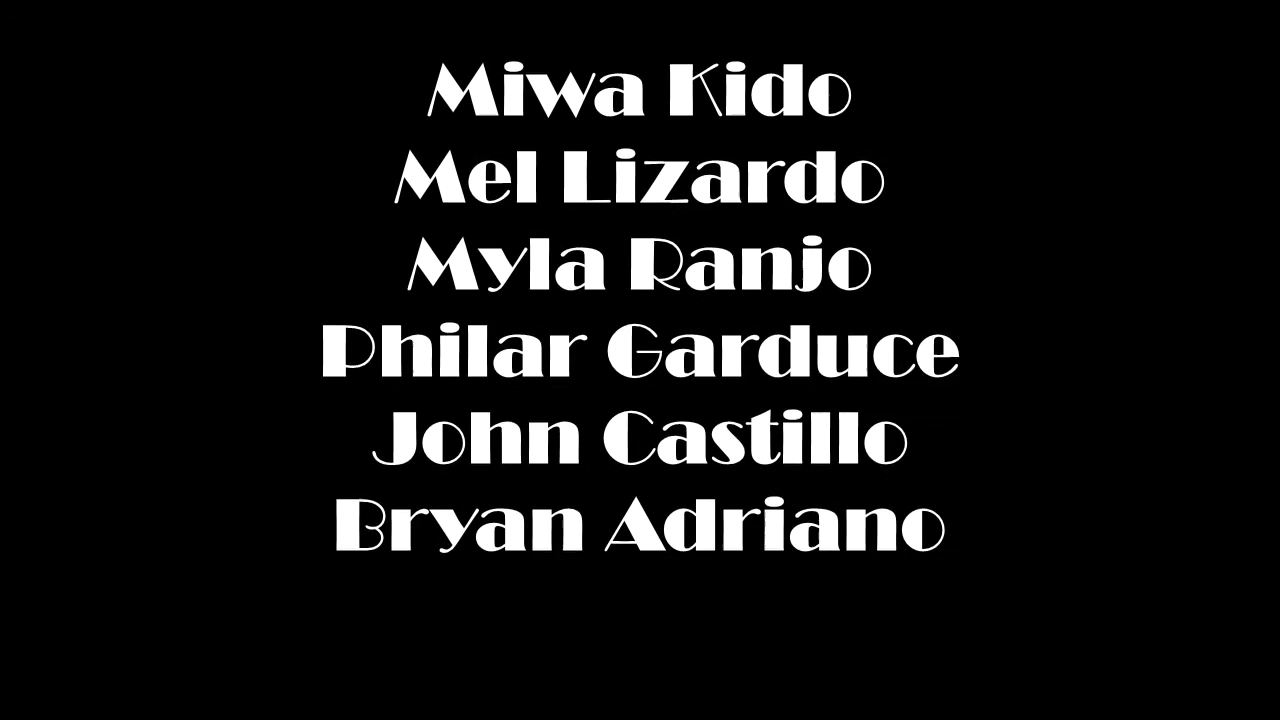 Miwa Kido
Mel Lizardo
Myla Ranjo
Philar Garduce
John Castillo
Bryan Adriano